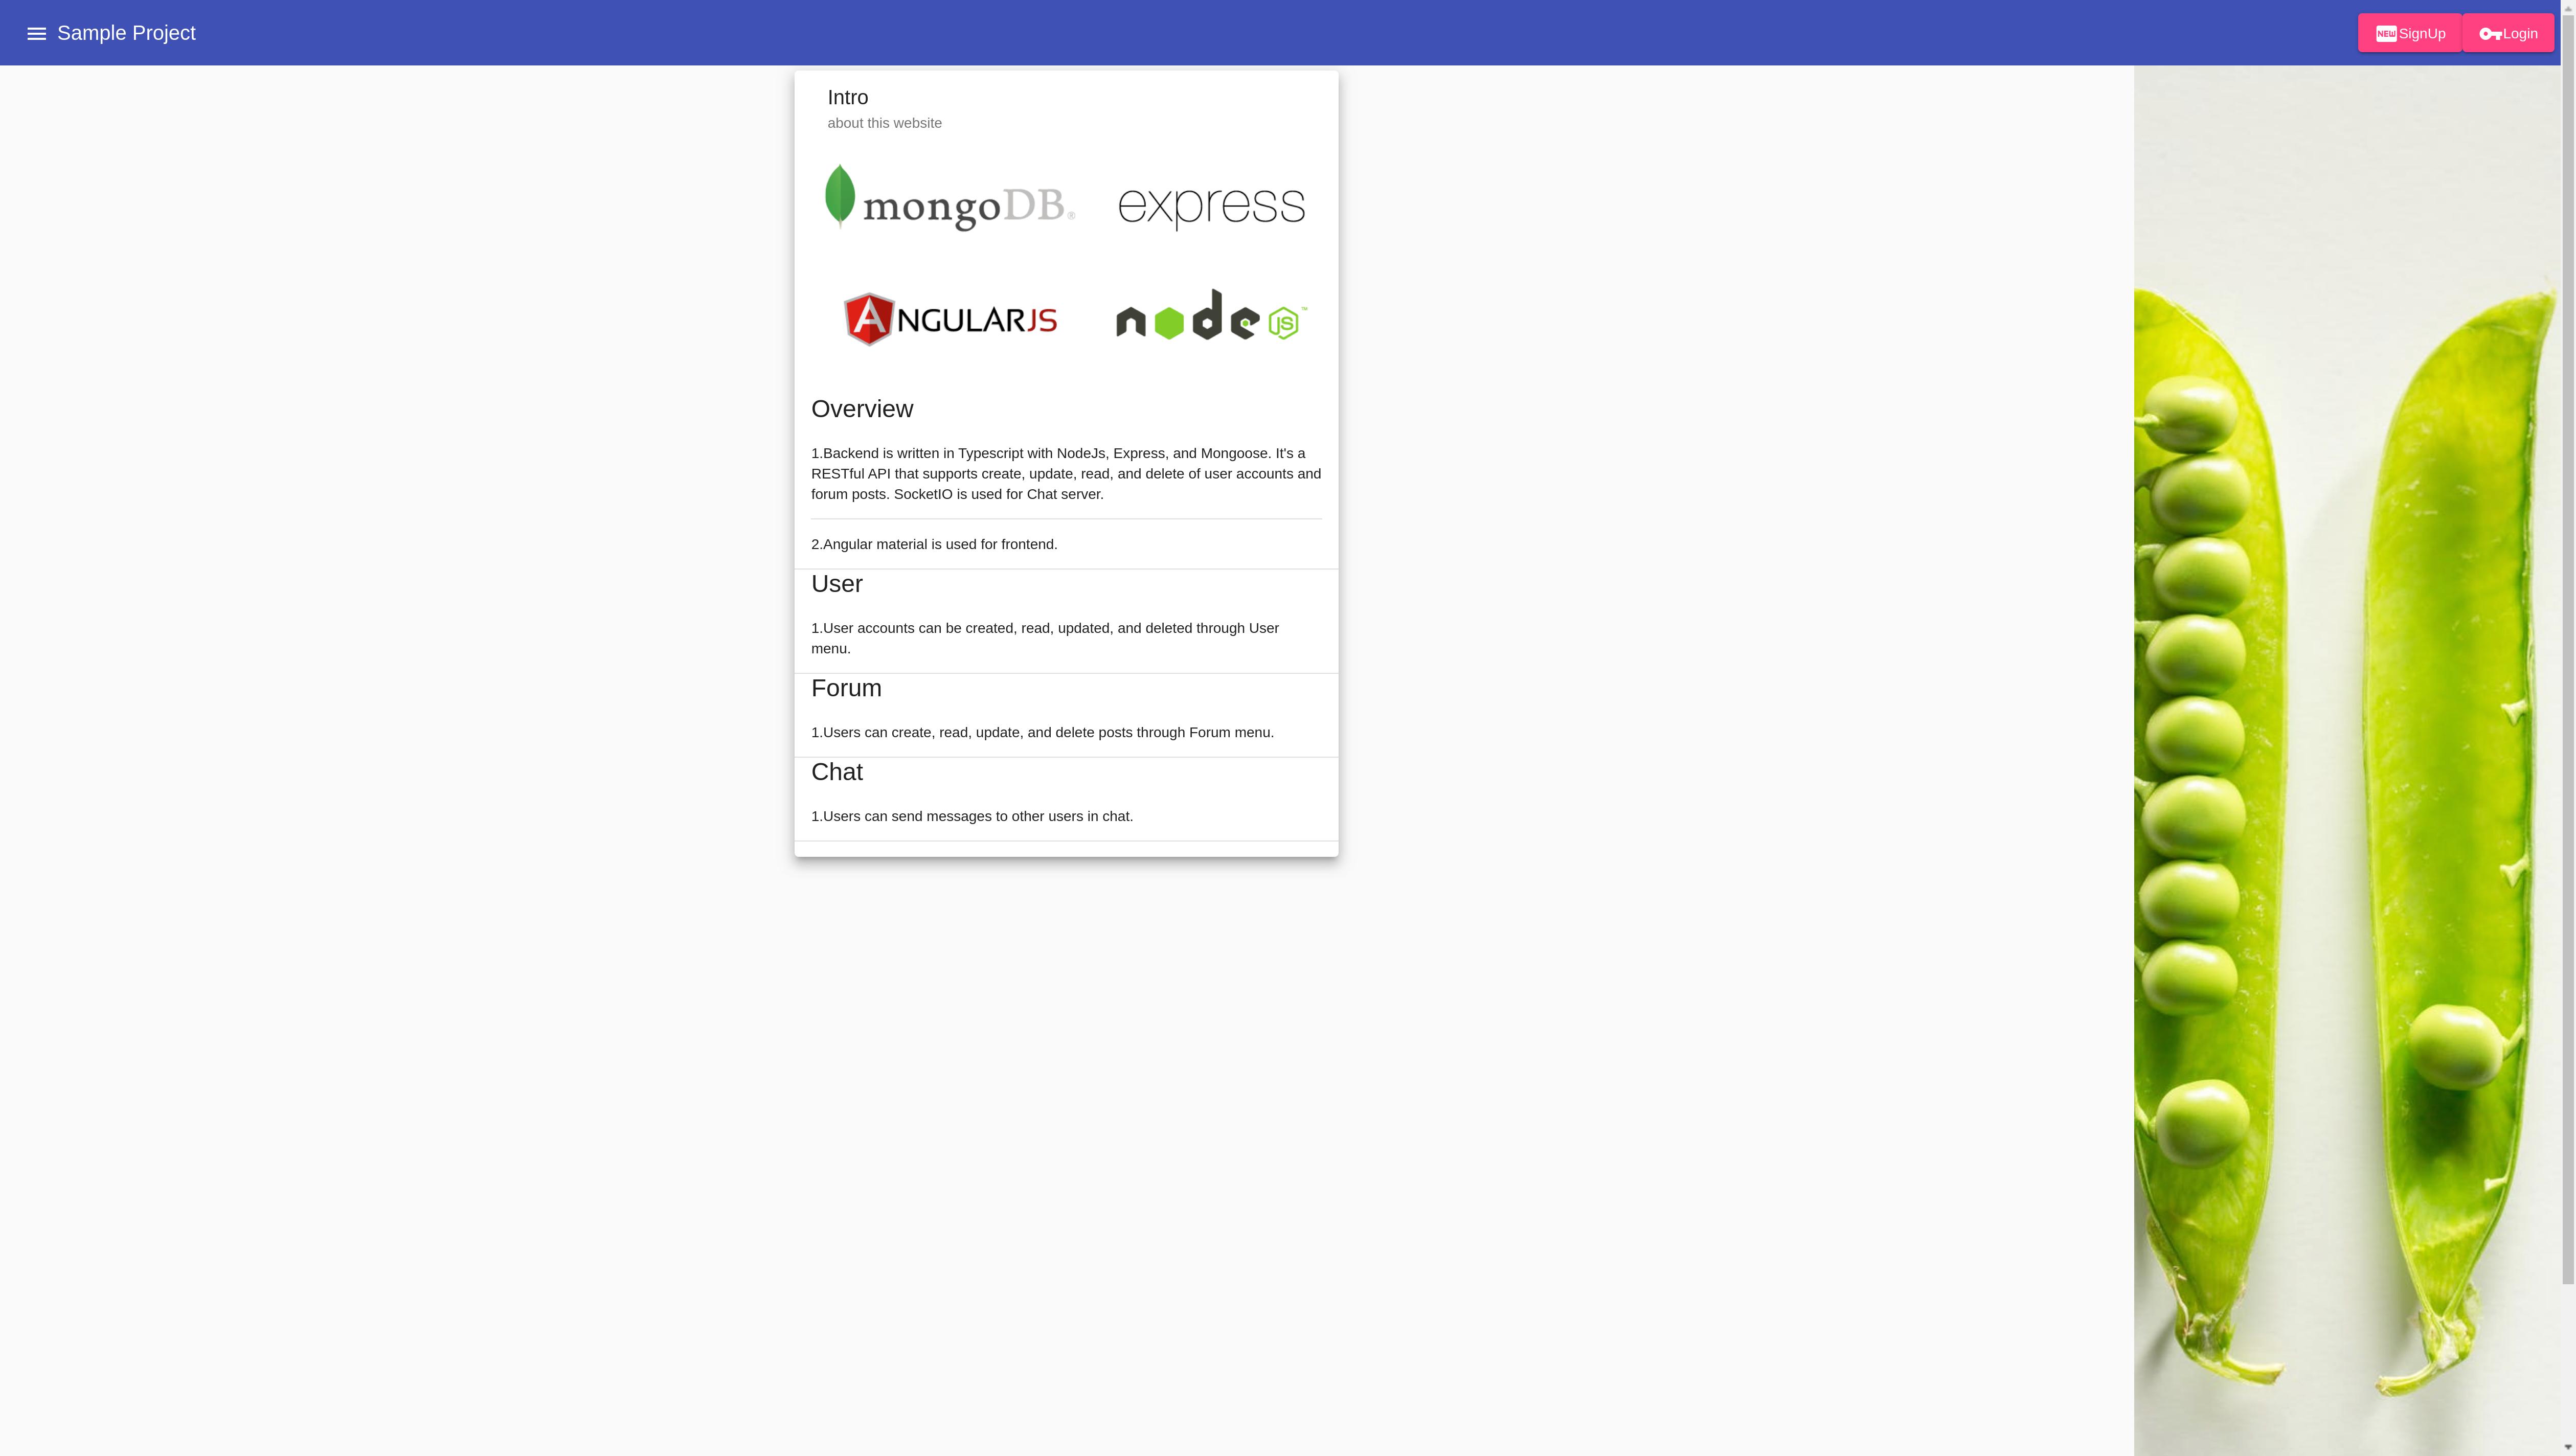 Sample Project
NEW SignUp
Login
Intro
about this website
mongoDB®
express
ANGULARJS
node JS™
Overview
1.Backend is written in Typescript with NodeJs, Express, and Mongoose. It's a
RESTful API that supports create, update, read, and delete of user accounts and
forum posts. SocketIO is used for Chat server.
2.Angular material is used for frontend.
User
1.User accounts can be created, read, updated, and deleted through User
menu.
Forum
1.Users can create, read, update, and delete posts through Forum menu.
Chat
1.Users can send messages to other users in chat.